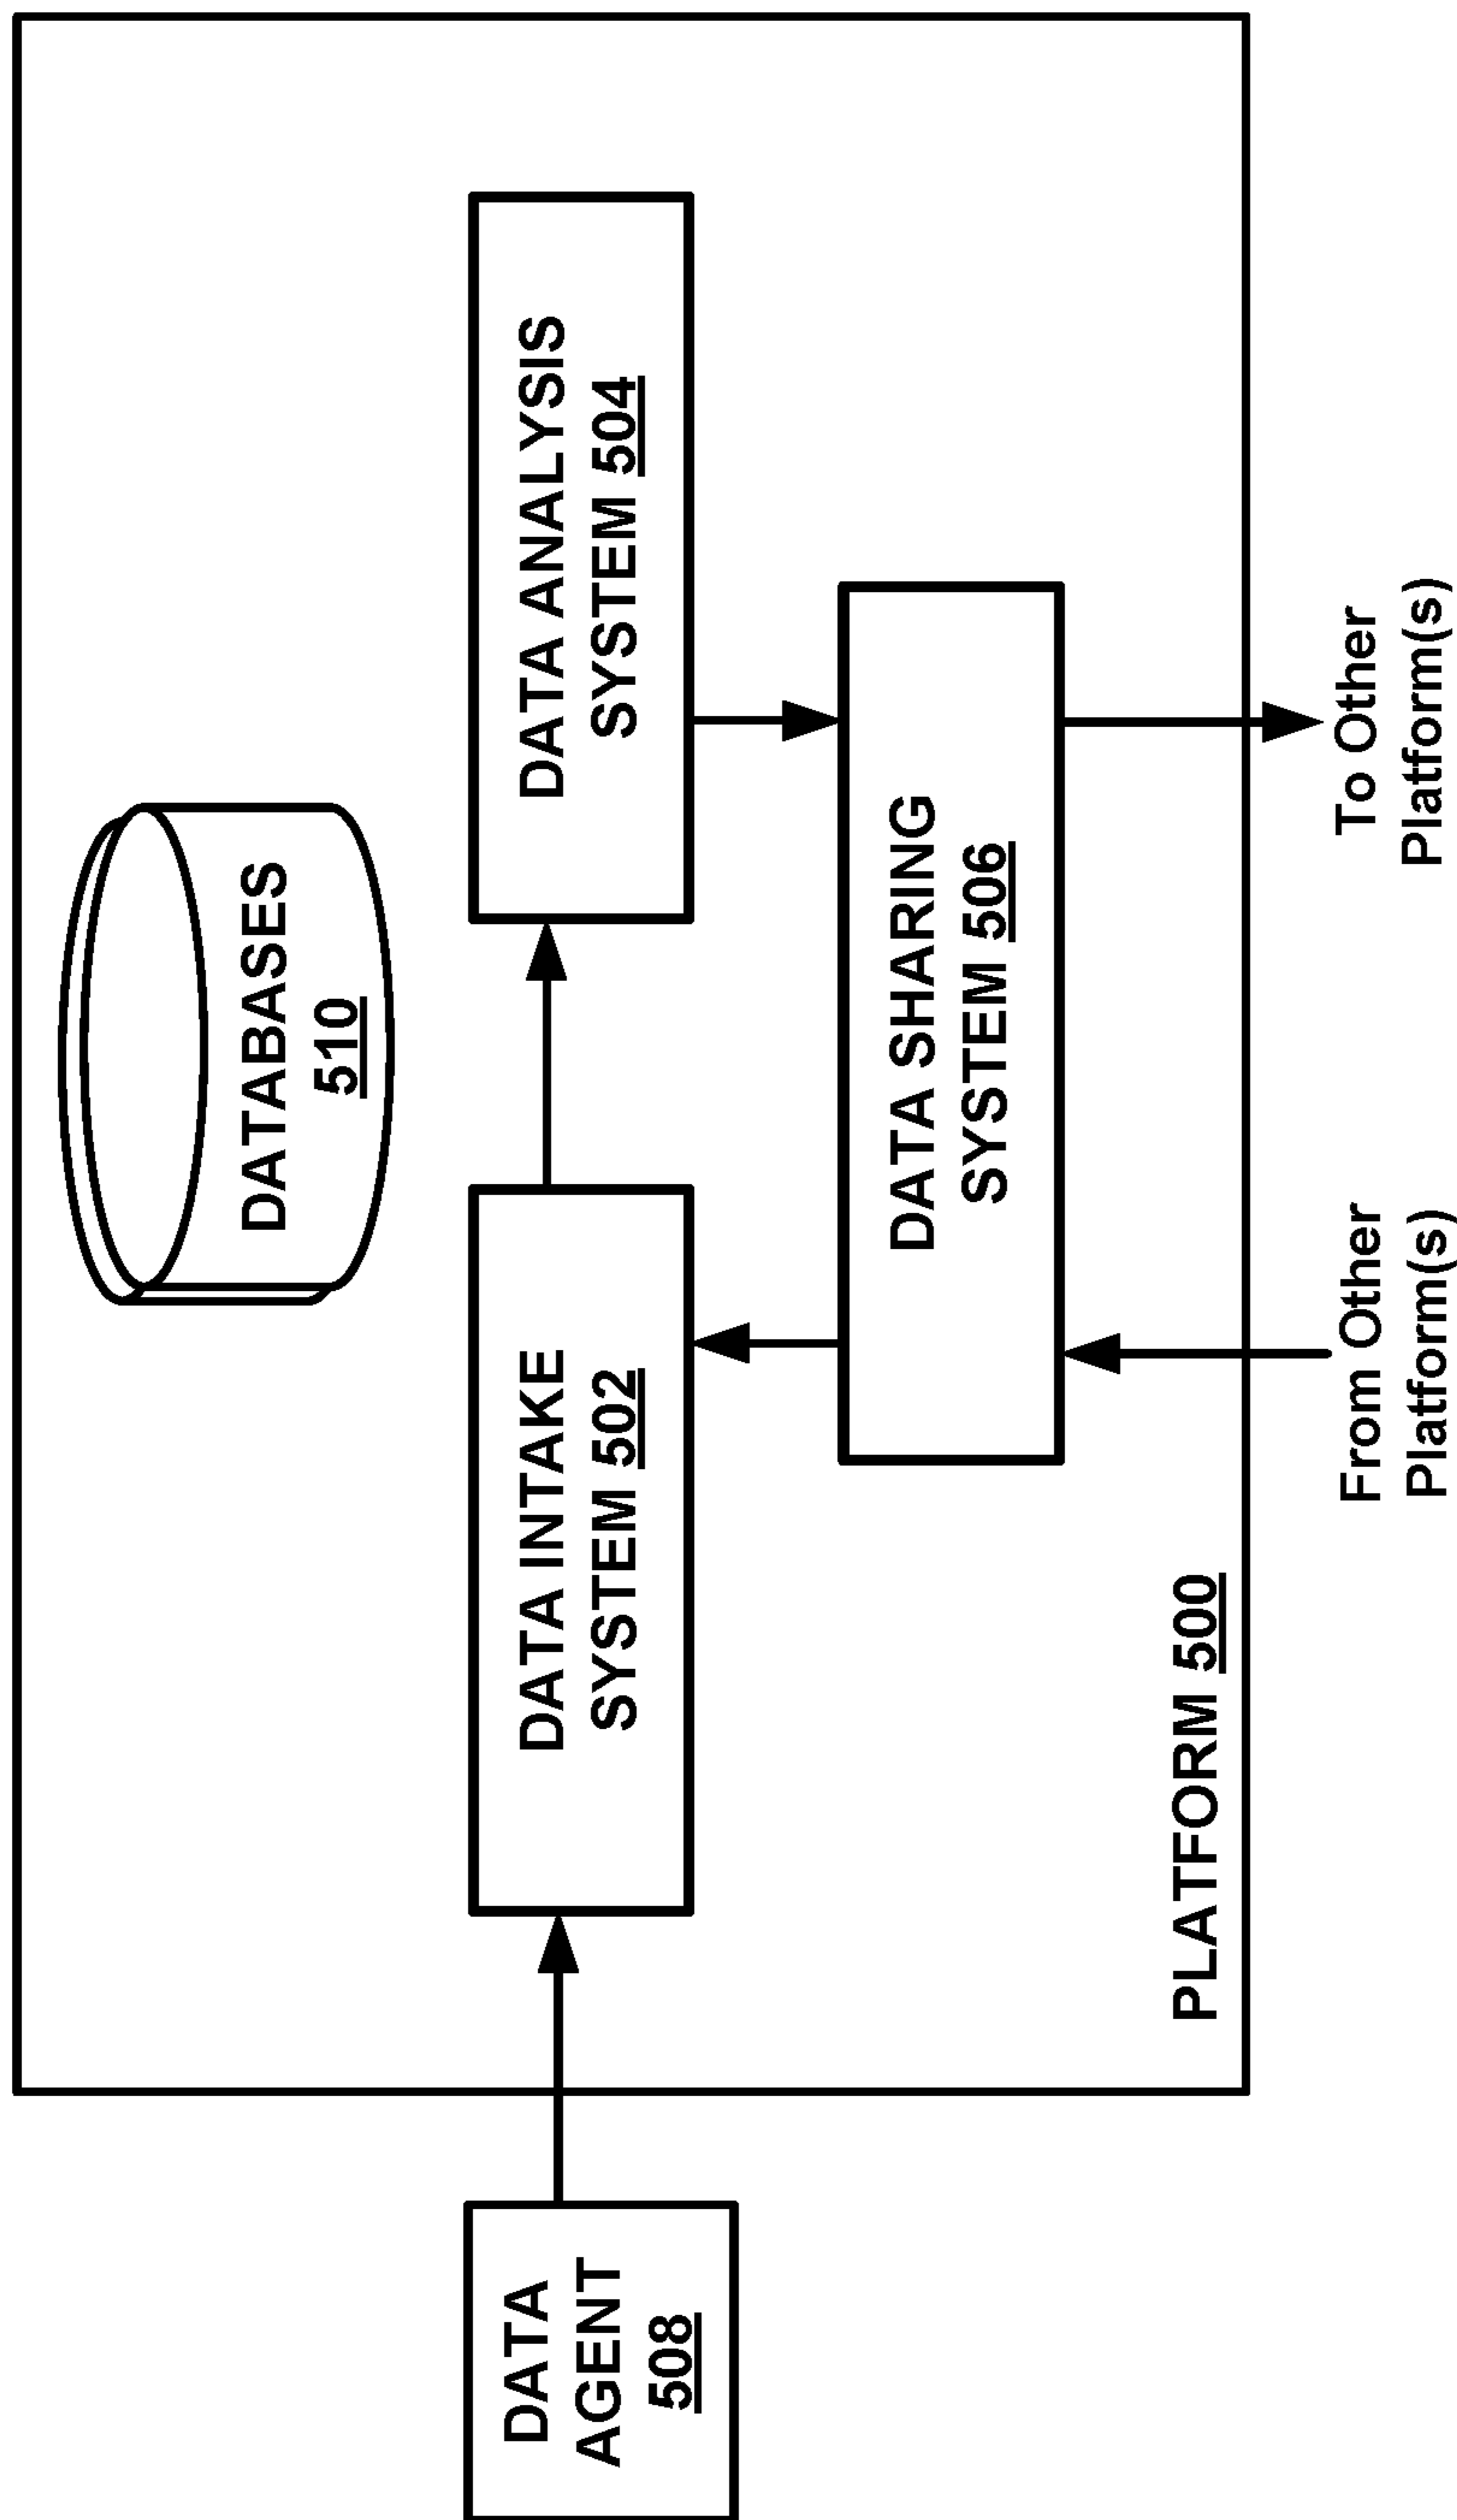 DATABASES
510
DATA
AGENT
508
DATA INTAKE
SYSTEM 502
DATA ANALYSIS
SYSTEM 504
DATA SHARING
SYSTEM 506
PLATFORM 500
From Other
Platform(s)
To Other
Platform(s)